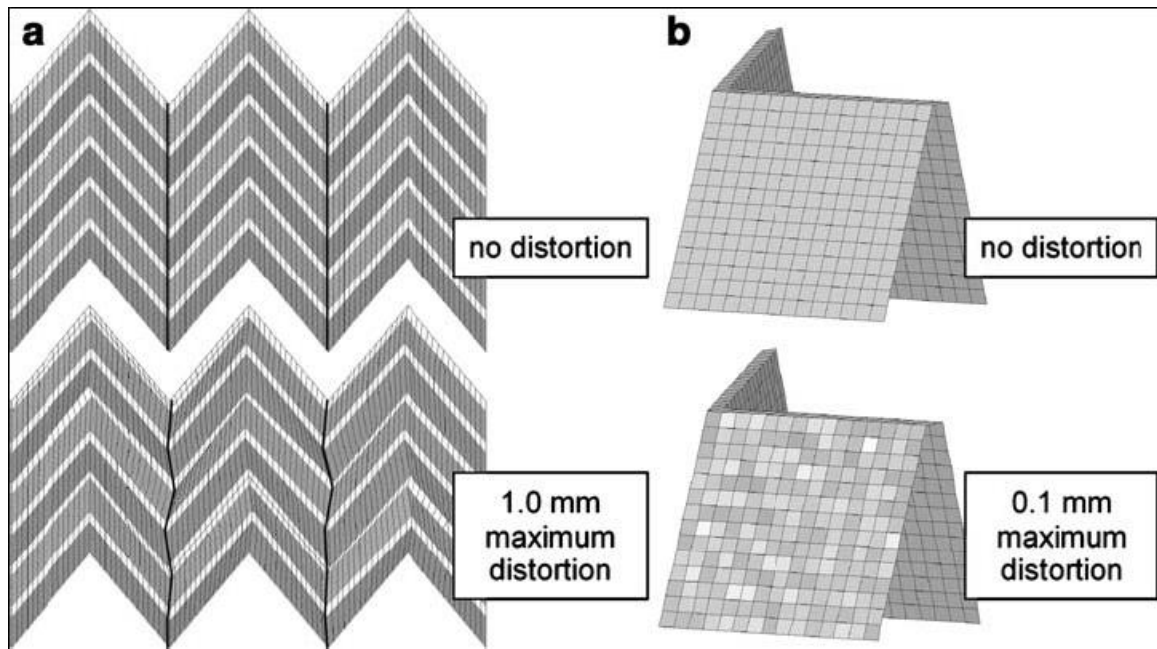 a
b
no distortion
no distortion
1.0 mm
maximum
distortion
0.1 mm
maximum
distortion